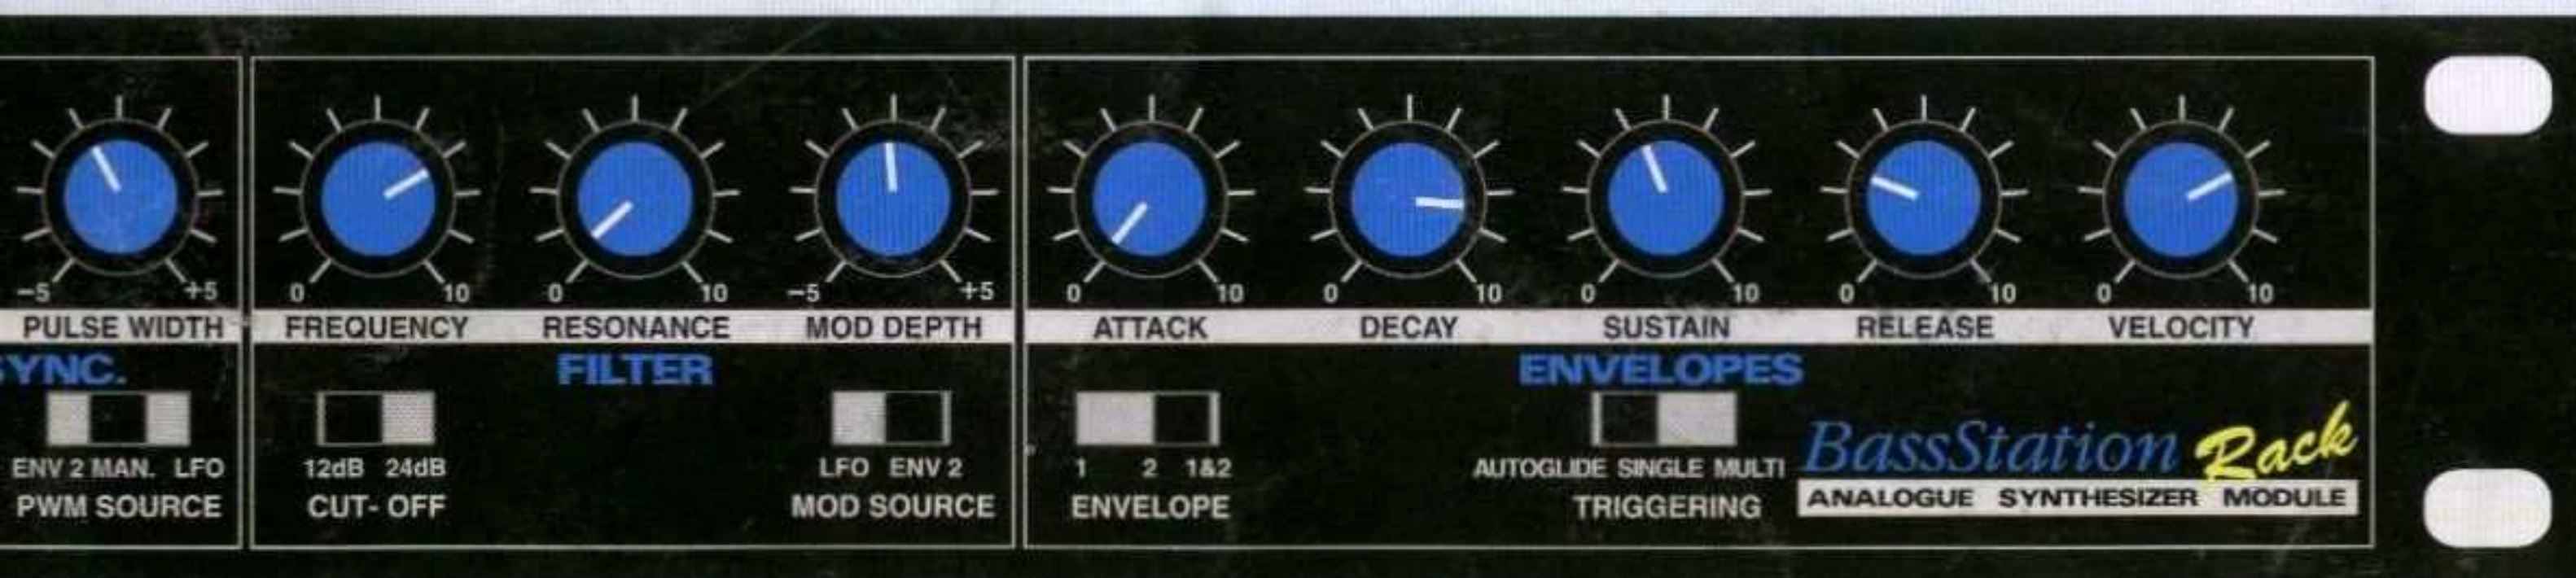 -5 +5 0 10 0 10 -5 +5 0 10 0 10 0 10 0 10 0 10
PULSE WIDTH FREQUENCY RESONANCE MOD DEPTH ATTACK DECAY SUSTAIN RELEASE VELOCITY
SYNC. FILTER ENVELOPES
ENV 2 MAN. LFO 12dB 24dB LFO ENV 2 1 2 1&2 AUTOGLIDE SINGLE MULTI
PWM SOURCE CUT-OFF MOD SOURCE ENVELOPE TRIGGERING
BassStation Rack
ANALOGUE SYNTHESIZER MODULE